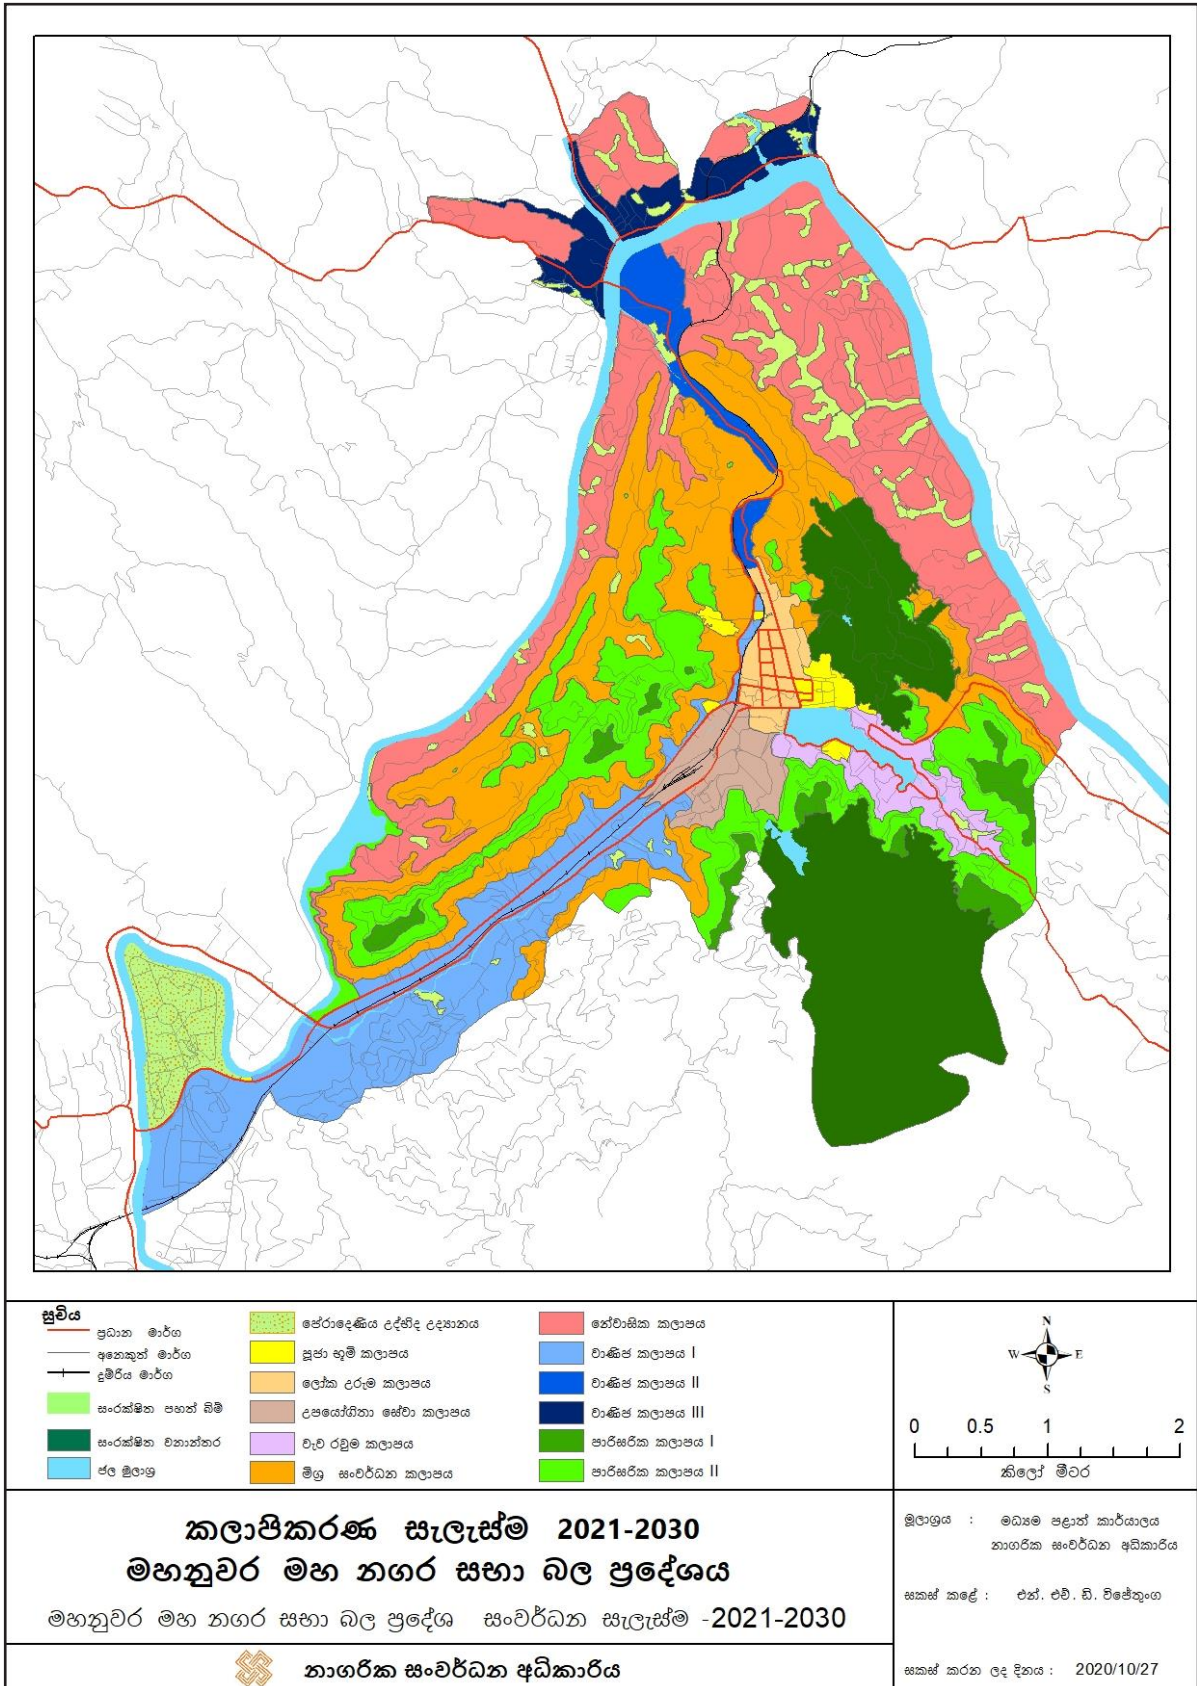 සූචිය
ප්‍රධාන මාර්ග
අනෙකුත් මාර්ග
දුම්රිය මාර්ග
සංරක්ෂිත පහත් බිම්
සංරක්ෂිත වනාන්තර
ජල මූලාශ්‍ර
පේරාදෙණිය උද්භිද උද්‍යානය
පූජා භූමි කලාපය
ලෝක උරුම කලාපය
උපයෝගිතා සේවා කලාපය
වැව රවුම කලාපය
මිශ්‍ර සංවර්ධන කලාපය
නේවාසික කලාපය
වාණිජ කලාපය I
වාණිජ කලාපය II
වාණිජ කලාපය III
පාරිසරික කලාපය I
පාරිසරික කලාපය II
N
W E
S
0 0.5 1 2
කිලෝ මීටර
කලාපිකරණ සැලැස්ම 2021-2030
මහනුවර මහ නගර සභා බල ප්‍රදේශය
මහනුවර මහ නගර සභා බල ප්‍රදේශ සංවර්ධන සැලැස්ම -2021-2030
නාගරික සංවර්ධන අධිකාරිය
මූලාශ්‍රය : මධ්‍යම පළාත් කාර්යාලය
නාගරික සංවර්ධන අධිකාරිය
සකස් කළේ : එන්. එච්. ඩී. විජේතුංග
සකස් කරන ලද දිනය : 2020/10/27